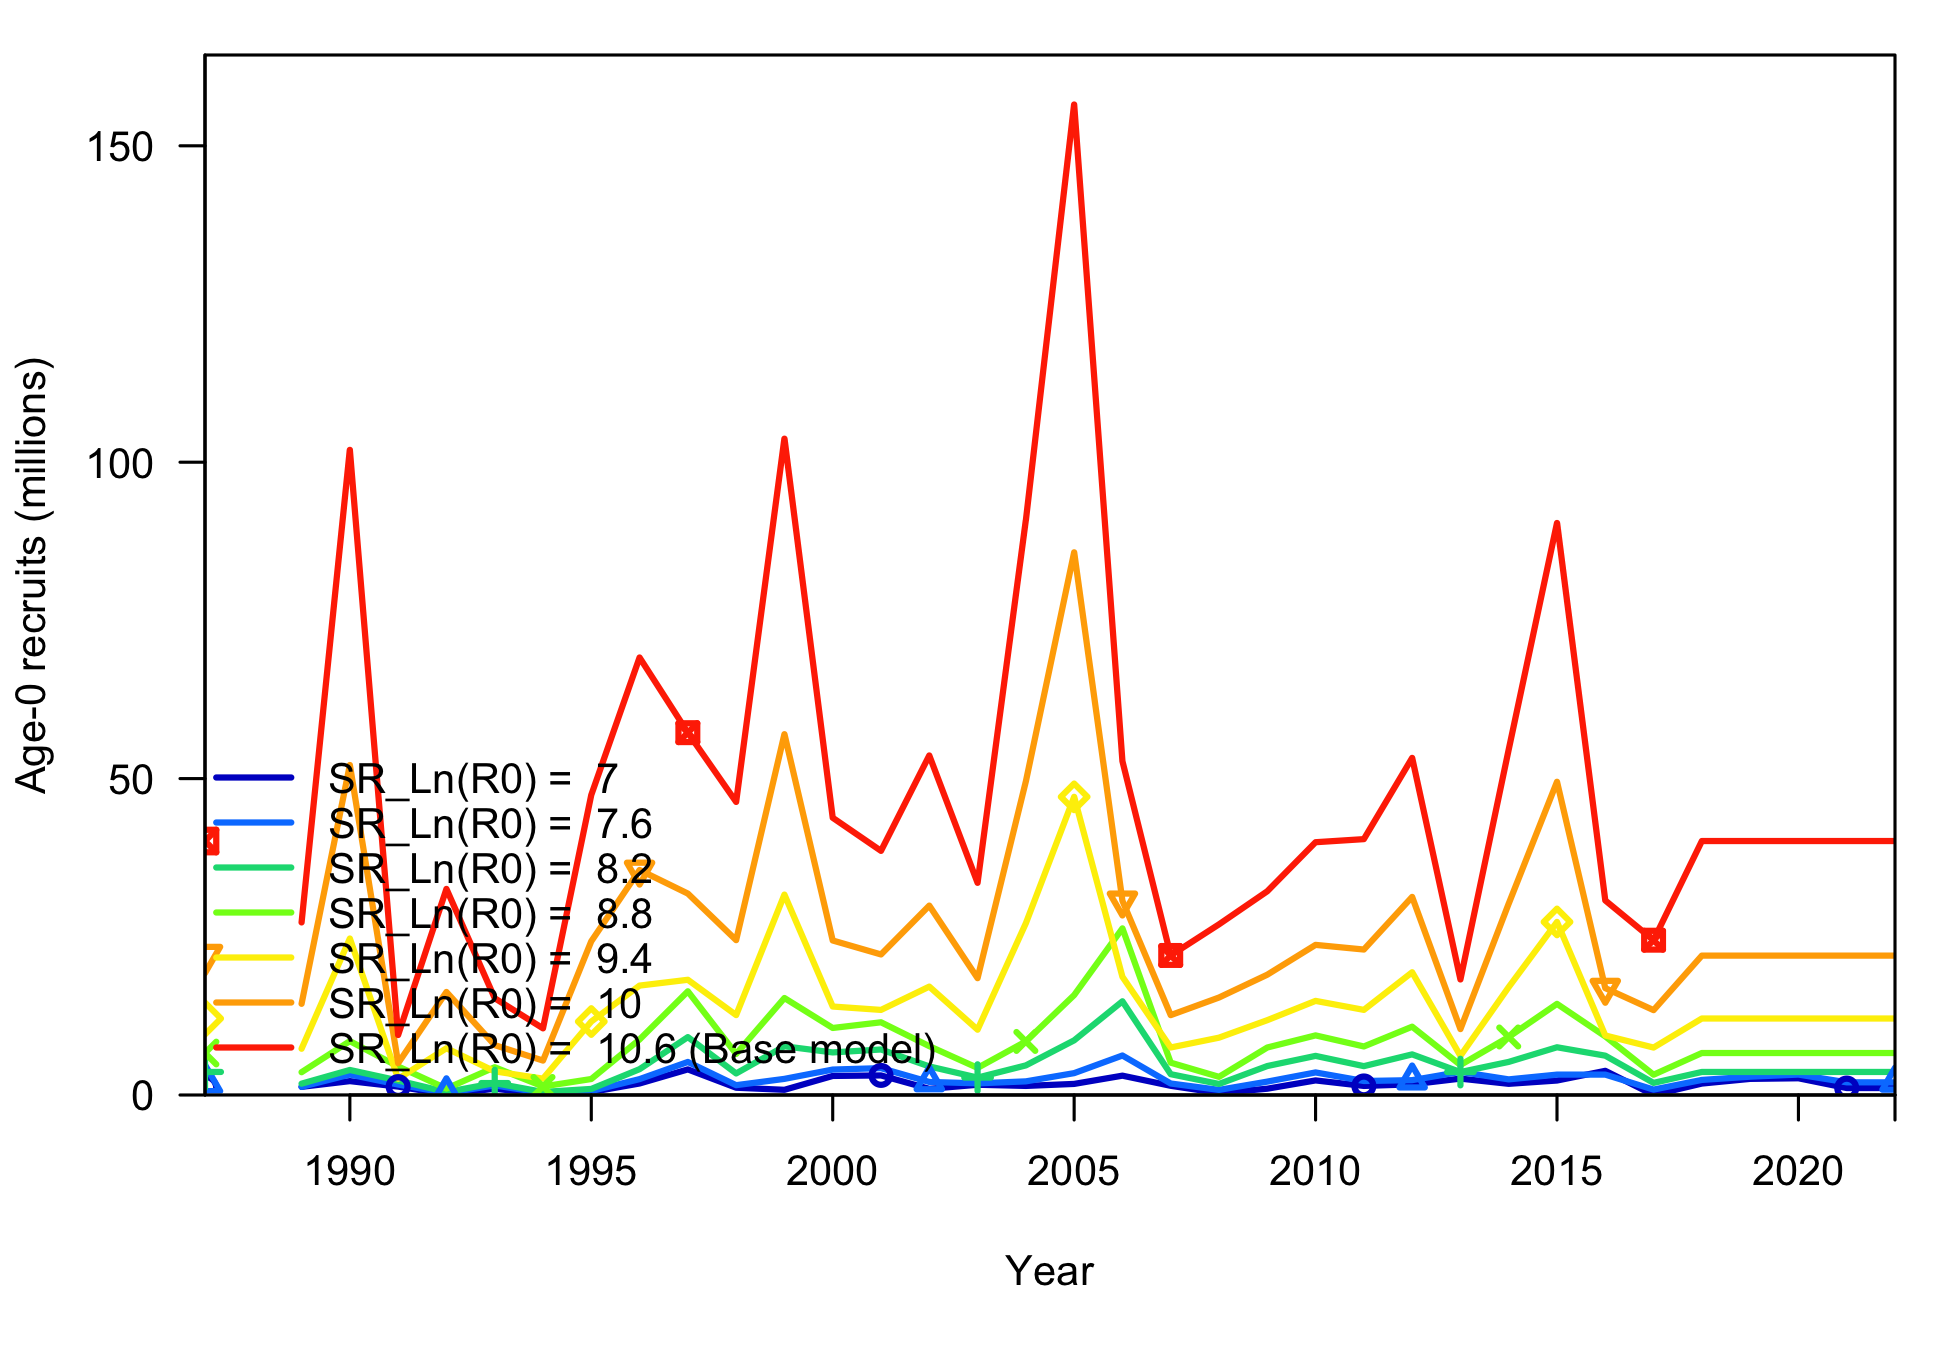 150
100
50
0
Age-0 recruits (millions)
SR_Ln(R0) = 7
SR_Ln(R0) = 7.6
SR_Ln(R0) = 8.2
SR_Ln(R0) = 8.8
SR_Ln(R0) = 9.4
SR_Ln(R0) = 10
SR_Ln(R0) = 10.6 (Base model)
1990 1995 2000 2005 2010 2015 2020
Year